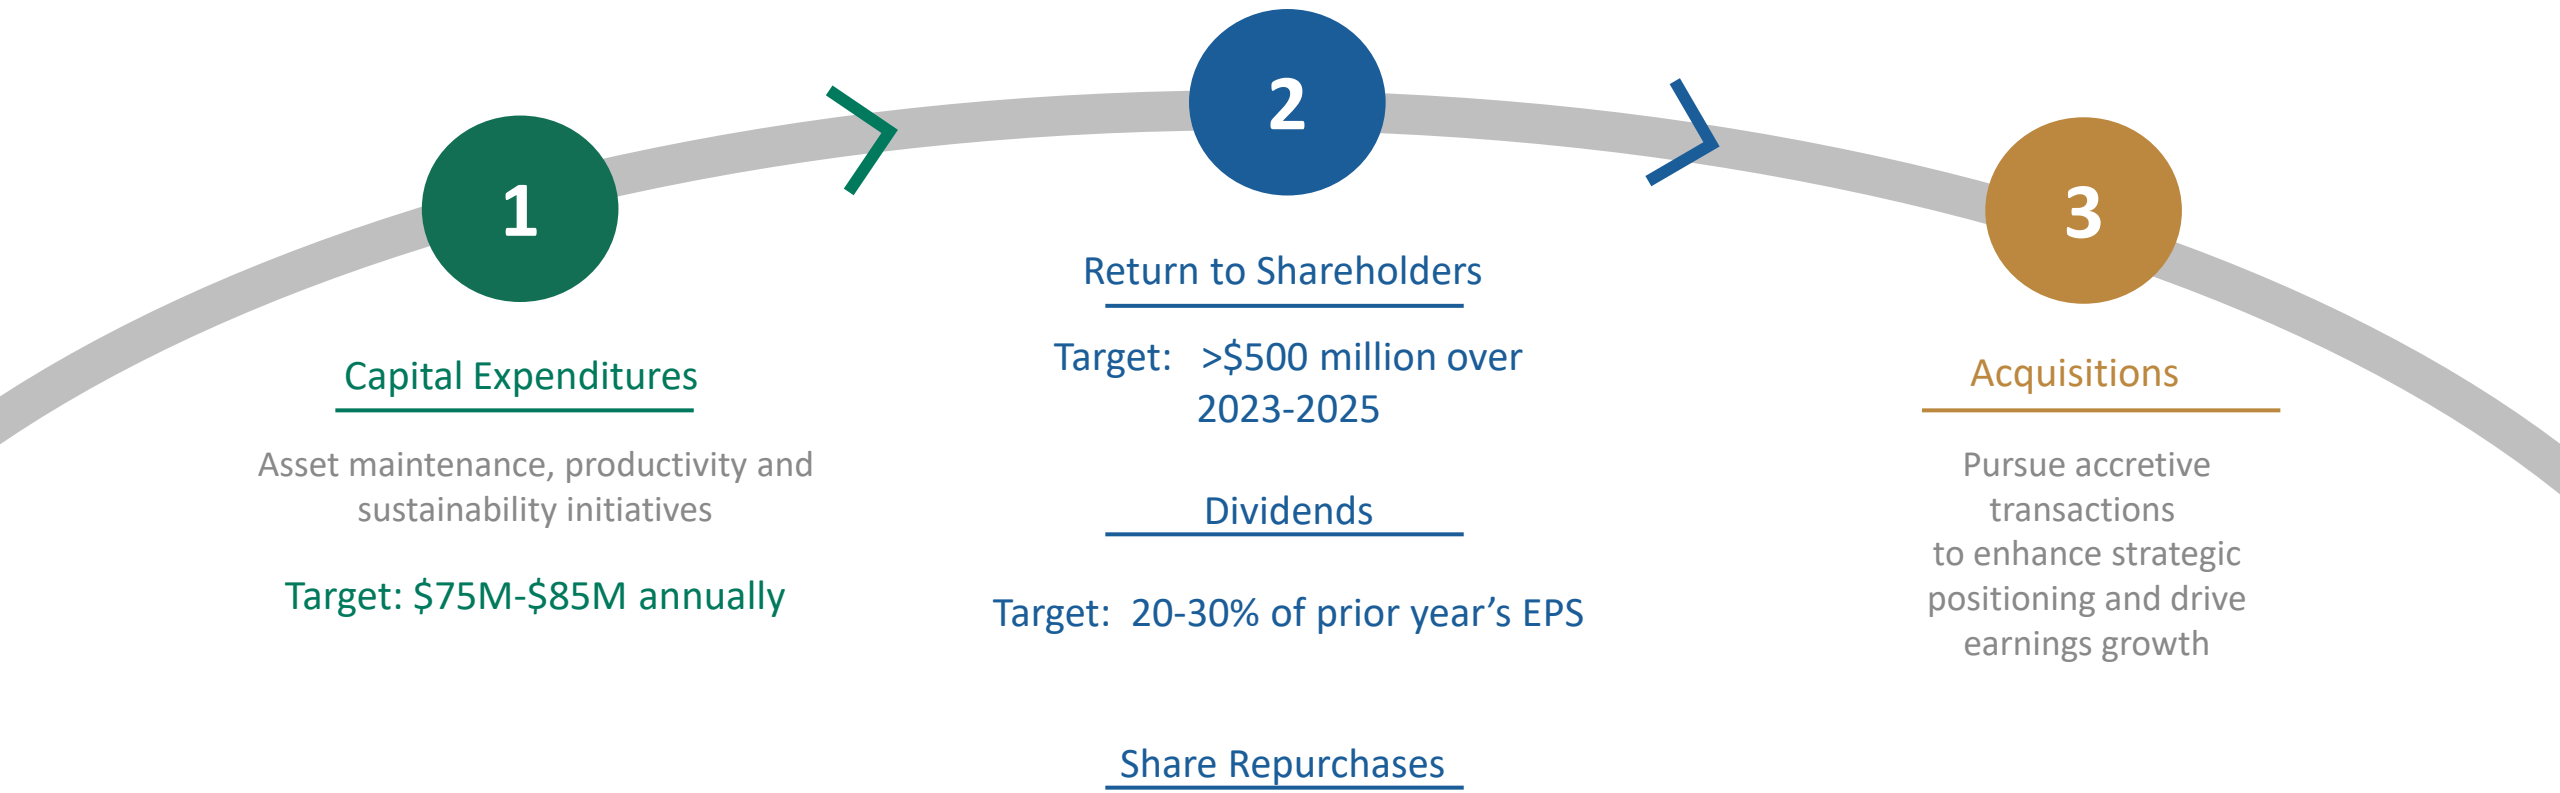 1
Capital Expenditures
Asset maintenance, productivity and
sustainability initiatives
Target: $75M-$85M annually
2
Return to Shareholders
Target: >$500 million over
2023-2025
Dividends
Target: 20-30% of prior year’s EPS
Share Repurchases
3
Acquisitions
Pursue accretive
transactions
to enhance strategic
positioning and drive
earnings growth